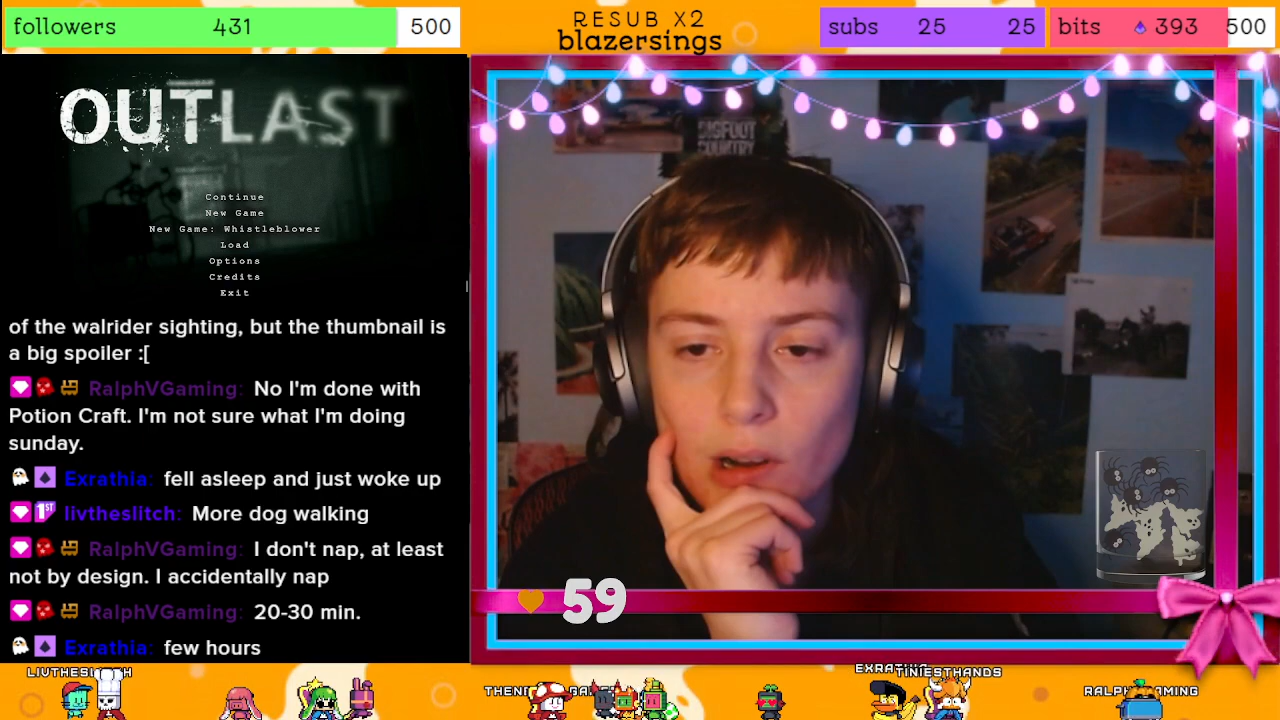 followers 431 500
RESUB X2
blazersings
subs 25 25
bits 393 500
OUTLAST
Continue
New Game
New Game: Whistleblower
Load
Options
Credits
Exit
of the walrider sighting, but the thumbnail is
a big spoiler :[
RalphVGaming: No I'm done with
Potion Craft. I'm not sure what I'm doing
sunday.
Exrathia: fell asleep and just woke up
1ST livtheslitch: More dog walking
RalphVGaming: I don't nap, at least
not by design. I accidentally nap
RalphVGaming: 20-30 min.
Exrathia: few hours
BIGFOOT
COUNTRY
59
LIVTHESLITCH
EXRATHIA
TINIESTHANDS